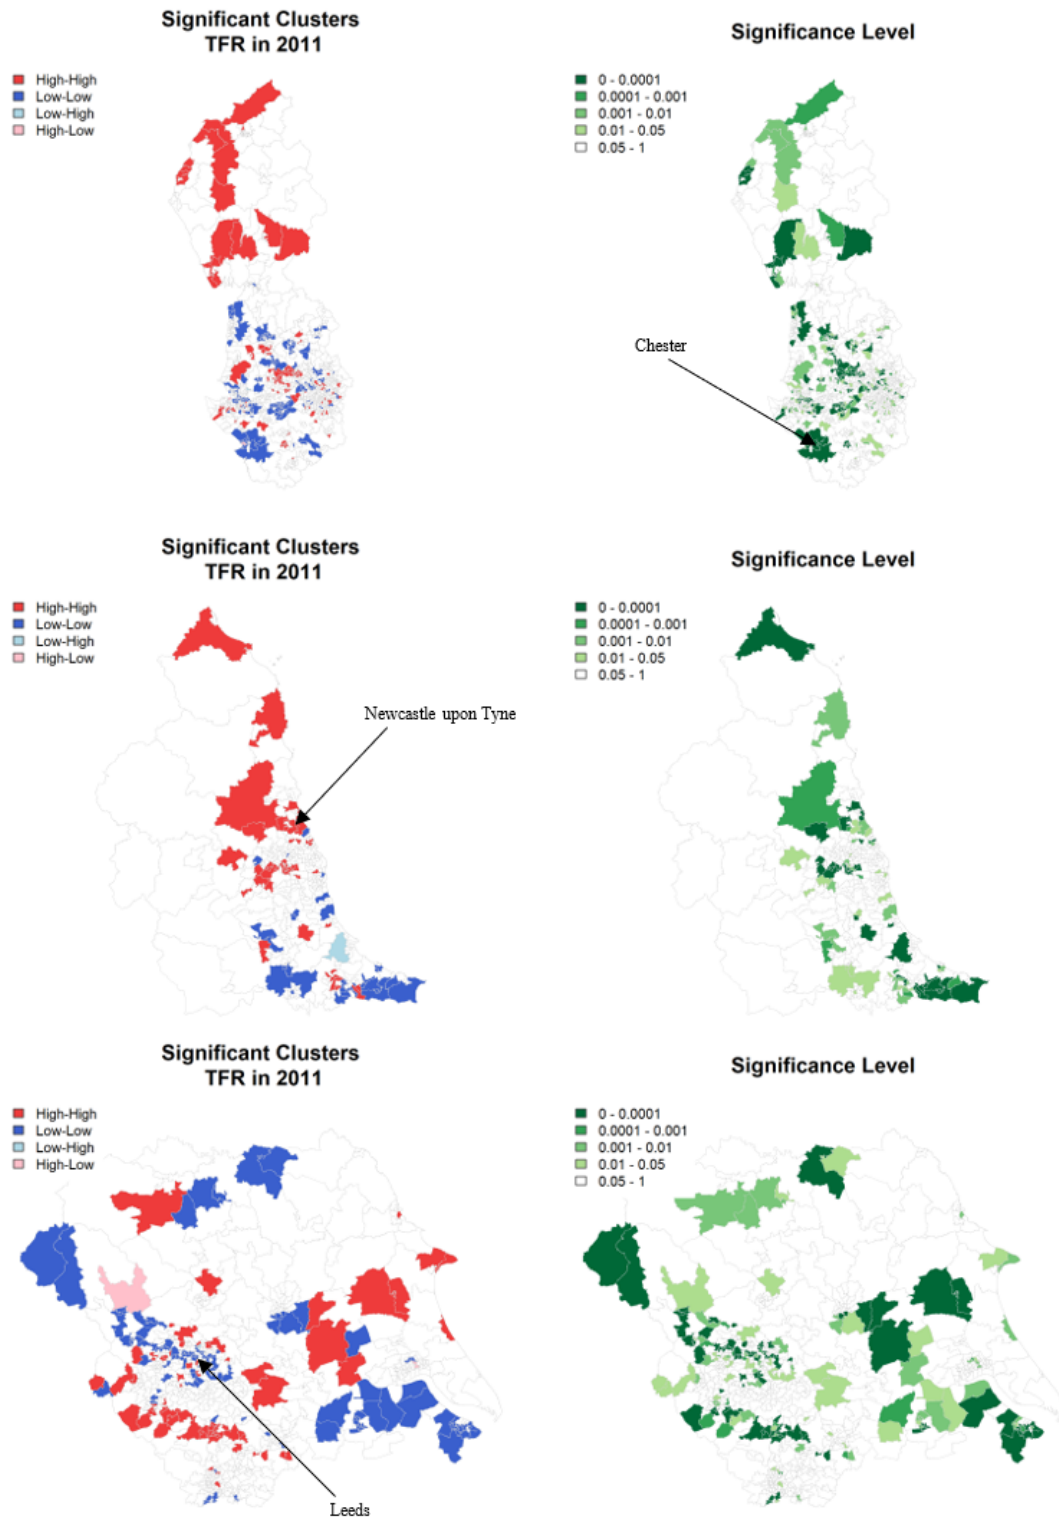 Significant Clusters
TFR in 2011
High-High
Low-Low
Low-High
High-Low
Significance Level
0 - 0.0001
0.0001 - 0.001
0.001 - 0.01
0.01 - 0.05
0.05 - 1
Chester
Significant Clusters
TFR in 2011
High-High
Low-Low
Low-High
High-Low
Newcastle upon Tyne
Significance Level
0 - 0.0001
0.0001 - 0.001
0.001 - 0.01
0.01 - 0.05
0.05 - 1
Significant Clusters
TFR in 2011
High-High
Low-Low
Low-High
High-Low
Leeds
Significance Level
0 - 0.0001
0.0001 - 0.001
0.001 - 0.01
0.01 - 0.05
0.05 - 1